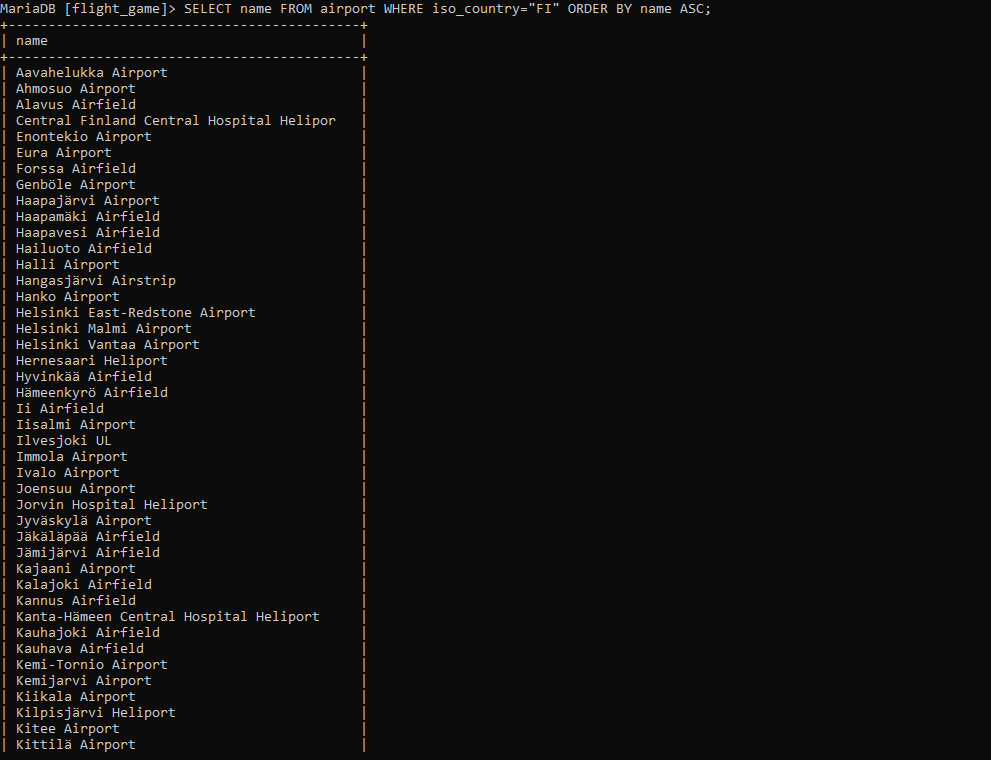 MariaDB [flight_game]> SELECT name FROM airport WHERE iso_country="FI" ORDER BY name ASC;
+--------------------------------------------+
| name                                       |
+--------------------------------------------+
| Aavahelukka Airport                        |
| Ahmosuo Airport                            |
| Alavus Airfield                            |
| Central Finland Central Hospital Helipor   |
| Enontekio Airport                          |
| Eura Airport                               |
| Forssa Airfield                            |
| Genböle Airport                            |
| Haapajärvi Airport                         |
| Haapamäki Airfield                         |
| Haapavesi Airfield                         |
| Hailuoto Airfield                          |
| Halli Airport                              |
| Hangasjärvi Airstrip                       |
| Hanko Airport                              |
| Helsinki East-Redstone Airport             |
| Helsinki Malmi Airport                     |
| Helsinki Vantaa Airport                    |
| Hernesaari Heliport                        |
| Hyvinkää Airfield                          |
| Hämeenkyrö Airfield                        |
| Ii Airfield                                |
| Iisalmi Airport                            |
| Ilvesjoki UL                               |
| Immola Airport                             |
| Ivalo Airport                              |
| Joensuu Airport                            |
| Jorvin Hospital Heliport                   |
| Jyväskylä Airport                          |
| Jäkäläpää Airfield                         |
| Jämijärvi Airfield                         |
| Kajaani Airport                            |
| Kalajoki Airfield                          |
| Kannus Airfield                            |
| Kanta-Hämeen Central Hospital Heliport     |
| Kauhajoki Airfield                         |
| Kauhava Airfield                           |
| Kemi-Tornio Airport                        |
| Kemijarvi Airport                          |
| Kiikala Airport                            |
| Kilpisjärvi Heliport                       |
| Kitee Airport                              |
| Kittilä Airport                            |